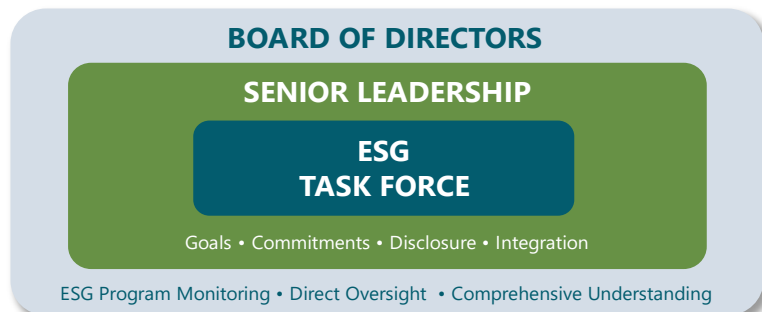 BOARD OF DIRECTORS
SENIOR LEADERSHIP
ESG
TASK FORCE
Goals • Commitments • Disclosure • Integration
ESG Program Monitoring • Direct Oversight • Comprehensive Understanding